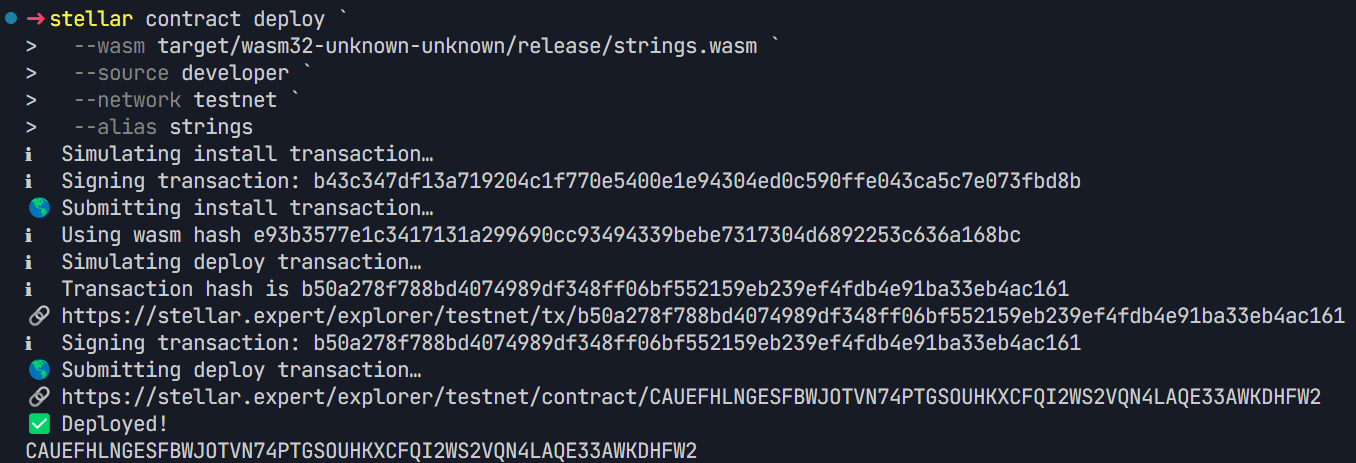 ➜ stellar contract deploy `
>   --wasm target/wasm32-unknown-unknown/release/strings.wasm `
>   --source developer `
>   --network testnet `
>   --alias strings
ℹ Simulating install transaction…
ℹ Signing transaction: b43c347df13a719204c1f770e5400e1e94304ed0c590ffe043ca5c7e073fbd8b
🌎 Submitting install transaction…
ℹ Using wasm hash e93b3577e1c3417131a299690cc93494339bebe7317304d6892253c636a168bc
ℹ Simulating deploy transaction…
ℹ Transaction hash is b50a278f788bd4074989df348ff06bf552159eb239ef4fdb4e91ba33eb4ac161
🔗 https://stellar.expert/explorer/testnet/tx/b50a278f788bd4074989df348ff06bf552159eb239ef4fdb4e91ba33eb4ac161
ℹ Signing transaction: b50a278f788bd4074989df348ff06bf552159eb239ef4fdb4e91ba33eb4ac161
🌎 Submitting deploy transaction…
🔗 https://stellar.expert/explorer/testnet/contract/CAUEFHLNGESFBWJOTVN74PTGSOUHKXCFQI2WS2VQN4LAQE33AWKDHFW2
✅ Deployed!
CAUEFHLNGESFBWJOTVN74PTGSOUHKXCFQI2WS2VQN4LAQE33AWKDHFW2